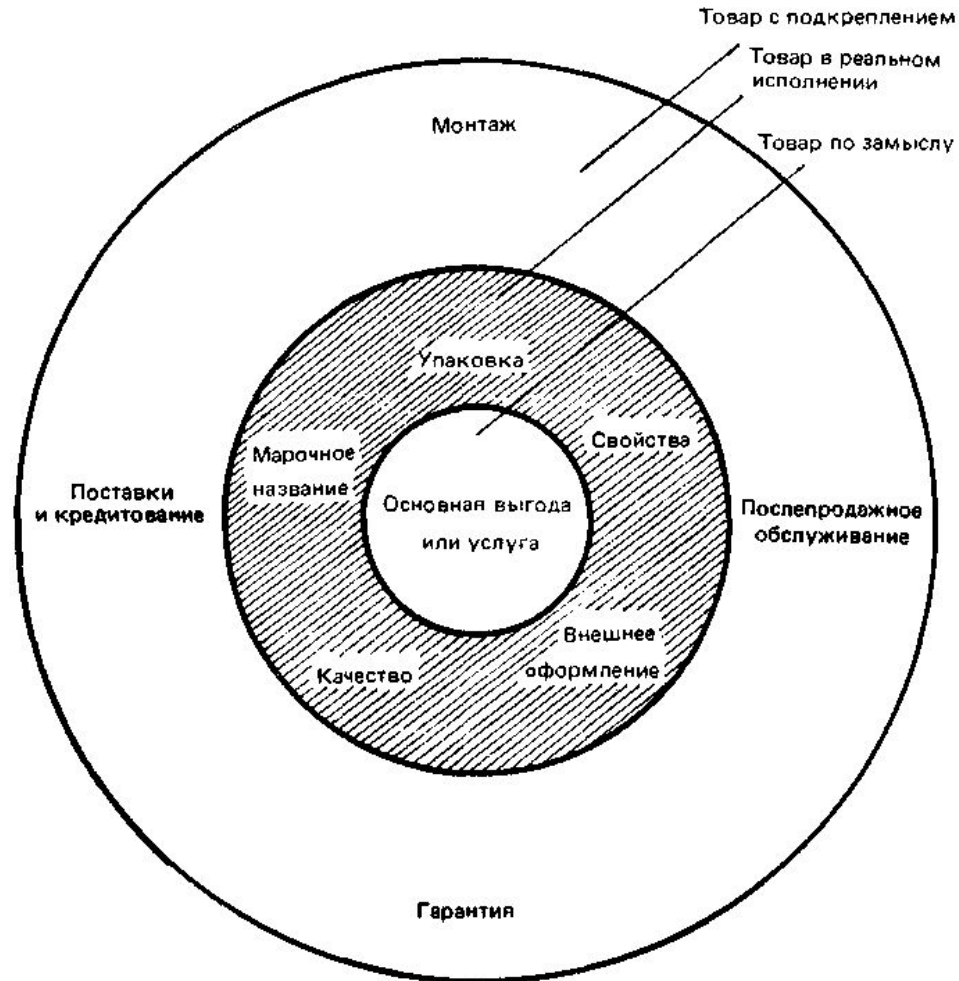 Товар с подкреплением
Товар в реальном
исполнении
Товар по замыслу
Монтаж
Упаковка
Свойства
Марочное
название
Основная выгода
или услуга
Поставки
и кредитование
Послепродажное
обслуживание
Внешнее
оформление
Качество
Гарантия